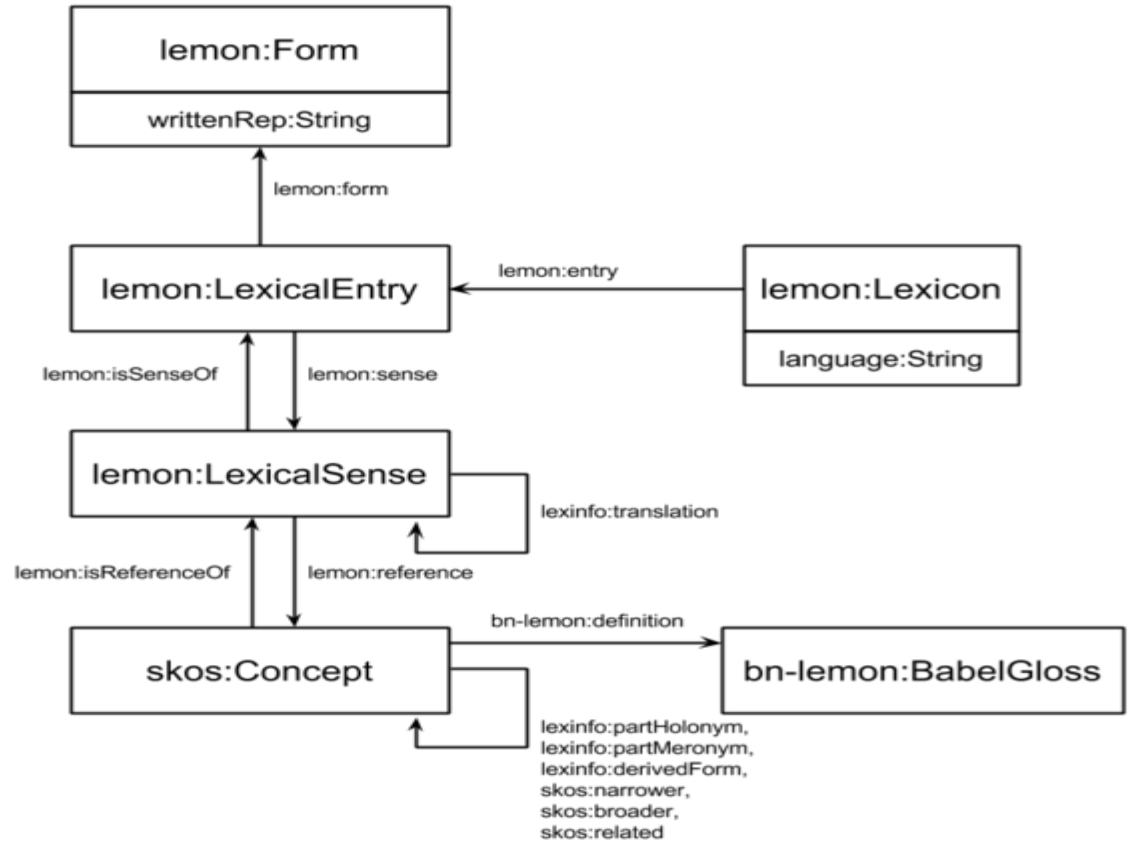 lemon:Form
writtenRep:String
lemon:form
lemon:LexicalEntry
lemon:entry
lemon:Lexicon
language:String
lemon:isSenseOf
lemon:sense
lemon:LexicalSense
lexinfo:translation
lemon:isReferenceOf
lemon:reference
skos:Concept
bn-lemon:definition
bn-lemon:BabelGloss
lexinfo:partHolonym,
lexinfo:partMeronym,
lexinfo:derivedForm,
skos:narrower,
skos:broader,
skos:related